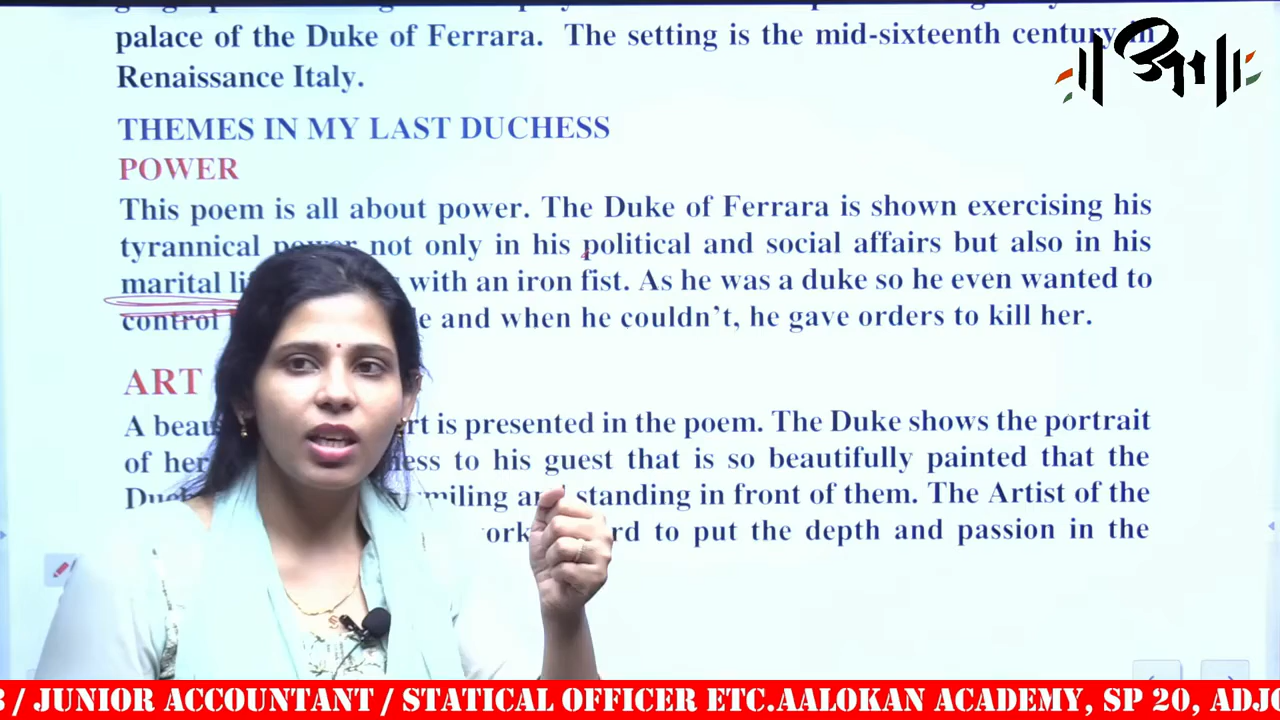 palace of the Duke of Ferrara. The setting is the mid-sixteenth century in
Renaissance Italy.
THEMES IN MY LAST DUCHESS
POWER
This poem is all about power. The Duke of Ferrara is shown exercising his
tyrannical power not only in his political and social affairs but also in his
marital with an iron fist. As he was a duke so he even wanted to
control and when he couldn't, he gave orders to kill her.
ART
is presented in the poem. The Duke shows the portrait
of her to his guest that is so beautifully painted that the
smiling and standing in front of them. The Artist of the
to put the depth and passion in the
/ JUNIOR ACCOUNTANT / STATICAL OFFICER ETC.AALOKAN ACADEMY, SP 20,